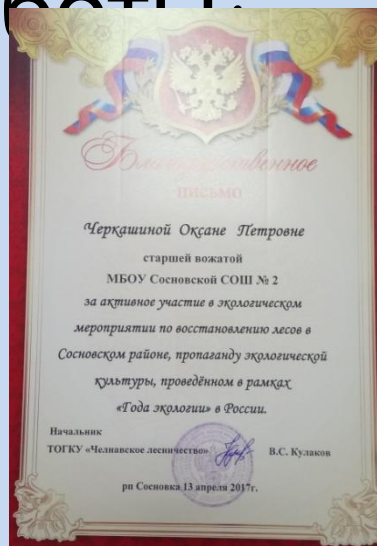 Благодарственное
письмо
Черкашиной Оксане Петровне
старшей вожатой
МБОУ Сосновской СОШ № 2
за активное участие в экологическом
мероприятии по восстановлению лесов в
Сосновском районе, пропаганду экологической
культуры, проведённом в рамках
«Года экологии» в России.
Начальник
ТОГКУ «Челнавское лесничество» В.С. Кулаков
рп Сосновка 13 апреля 2017г.